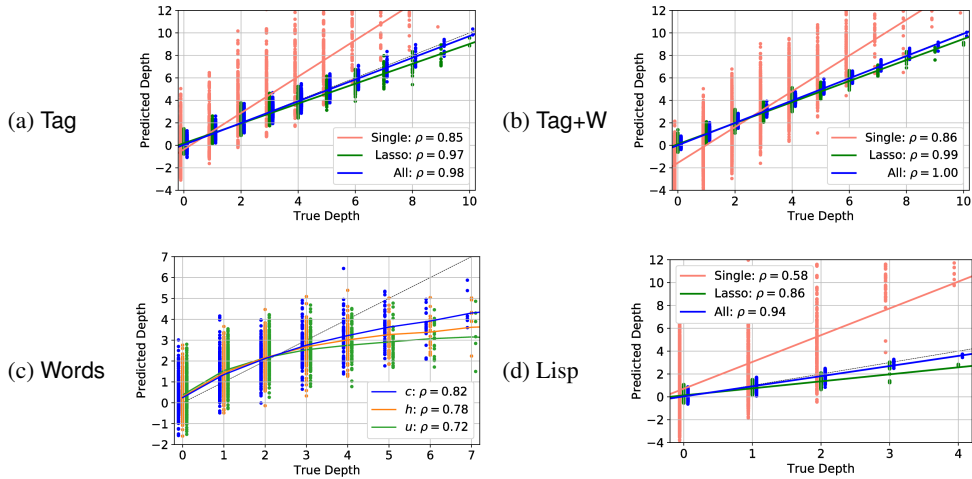 (a) Tag
Predicted Depth
12
10
8
6
4
2
0
−2
−4
0 2 4 6 8 10
True Depth
Single: ρ = 0.85
Lasso: ρ = 0.97
All: ρ = 0.98
(b) Tag+W
Predicted Depth
12
10
8
6
4
2
0
−2
−4
0 2 4 6 8 10
True Depth
Single: ρ = 0.86
Lasso: ρ = 0.99
All: ρ = 1.00
(c) Words
Predicted Depth
7
6
5
4
3
2
1
0
−1
−2
0 1 2 3 4 5 6 7
True Depth
c: ρ = 0.82
h: ρ = 0.78
u: ρ = 0.72
(d) Lisp
Predicted Depth
12
10
8
6
4
2
0
−2
−4
0 1 2 3 4
True Depth
Single: ρ = 0.58
Lasso: ρ = 0.86
All: ρ = 0.94